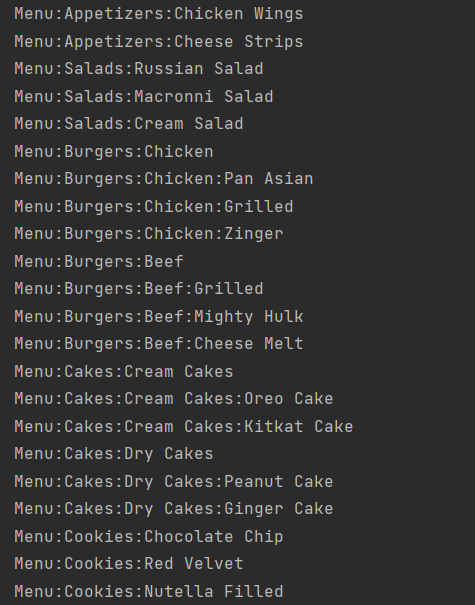 Menu:Appetizers:Chicken Wings
Menu:Appetizers:Cheese Strips
Menu:Salads:Russian Salad
Menu:Salads:Macronni Salad
Menu:Salads:Cream Salad
Menu:Burgers:Chicken
Menu:Burgers:Chicken:Pan Asian
Menu:Burgers:Chicken:Grilled
Menu:Burgers:Chicken:Zinger
Menu:Burgers:Beef
Menu:Burgers:Beef:Grilled
Menu:Burgers:Beef:Mighty Hulk
Menu:Burgers:Beef:Cheese Melt
Menu:Cakes:Cream Cakes
Menu:Cakes:Cream Cakes:Oreo Cake
Menu:Cakes:Cream Cakes:Kitkat Cake
Menu:Cakes:Dry Cakes
Menu:Cakes:Dry Cakes:Peanut Cake
Menu:Cakes:Dry Cakes:Ginger Cake
Menu:Cookies:Chocolate Chip
Menu:Cookies:Red Velvet
Menu:Cookies:Nutella Filled